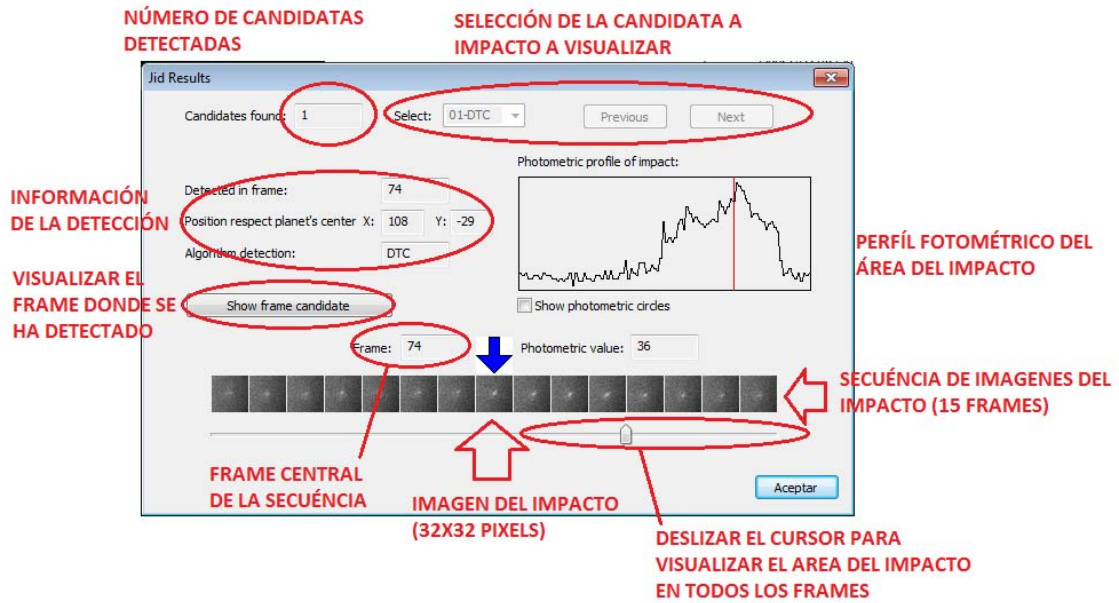 NÚMERO DE CANDIDATAS
DETECTADAS
SELECCIÓN DE LA CANDIDATA A
IMPACTO A VISUALIZAR
Jid Results
Candidates found: 1
Select: 01-DTC
Previous
Next
Photometric profile of impact:
INFORMACIÓN
DE LA DETECCIÓN
Detected in frame: 74
Position respect planet's center X: 108 Y: -29
Algorithm detection: DTC
PERFÍL FOTOMÉTRICO DEL
ÁREA DEL IMPACTO
VISUALIZAR EL
FRAME DONDE SE
HA DETECTADO
Show frame candidate
Show photometric circles
Frame: 74
Photometric value: 36
SECUÉNCIA DE IMAGENES DEL
IMPACTO (15 FRAMES)
FRAME CENTRAL
DE LA SECUÉNCIA
IMAGEN DEL IMPACTO
(32X32 PIXELS)
Aceptar
DESLIZAR EL CURSOR PARA
VISUALIZAR EL AREA DEL IMPACTO
EN TODOS LOS FRAMES